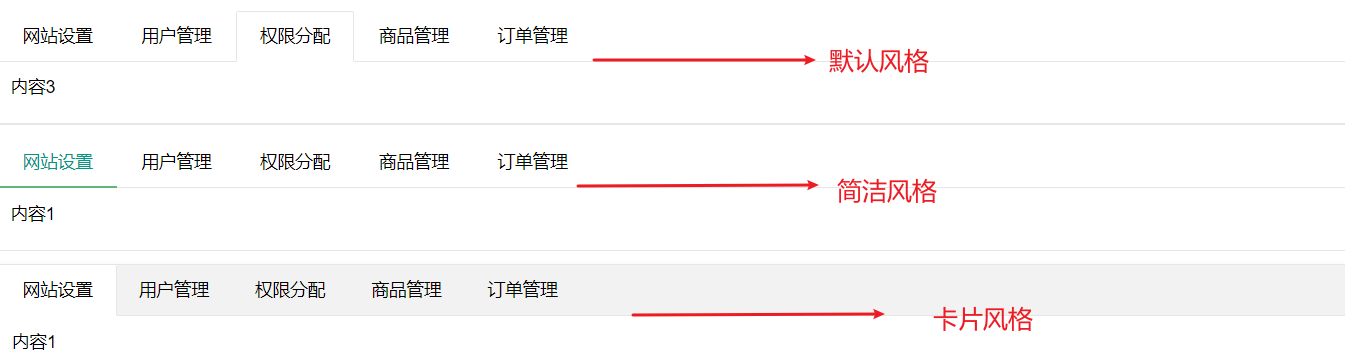 网站设置 用户管理 权限分配 商品管理 订单管理
默认风格
内容3
网站设置 用户管理 权限分配 商品管理 订单管理
简洁风格
内容1
网站设置 用户管理 权限分配 商品管理 订单管理
卡片风格
内容1